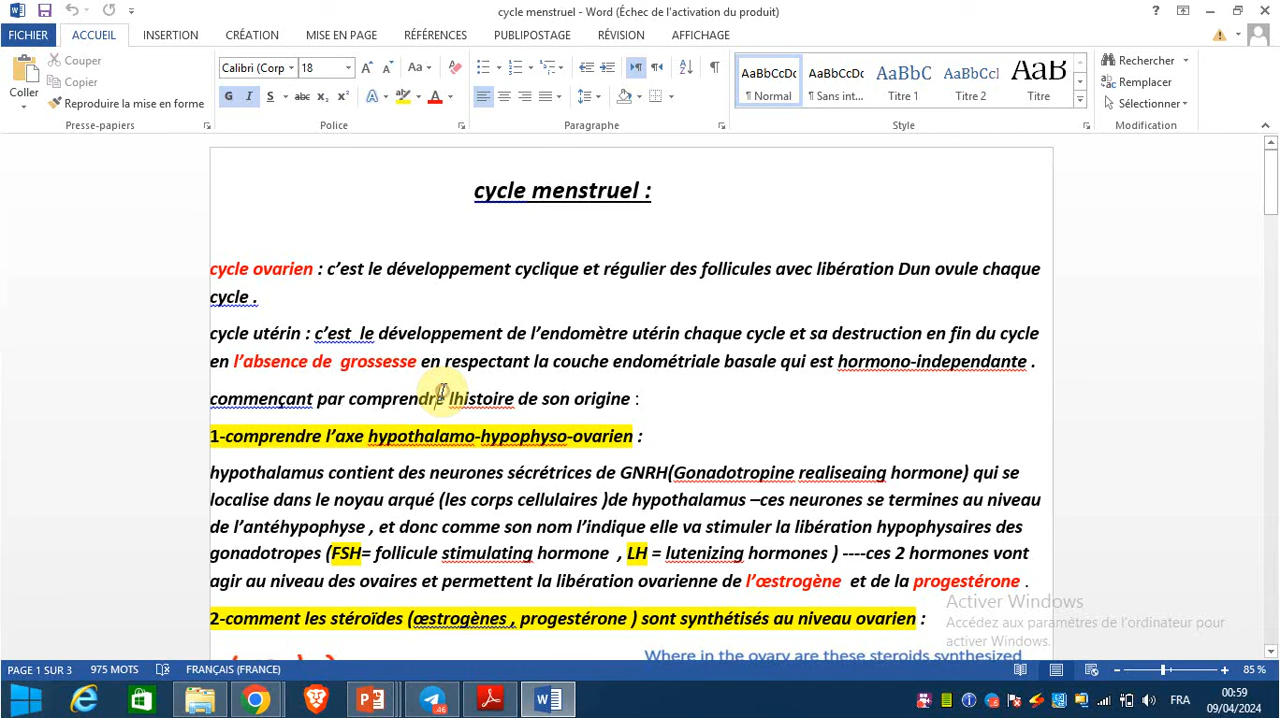 cycle menstruel - Word (Échec de l'activation du produit)
FICHIER ACCUEIL INSERTION CRÉATION MISE EN PAGE RÉFÉRENCES PUBLIPOSTAGE RÉVISION AFFICHAGE
Coller
Couper
Copier
Reproduire la mise en forme
Presse-papiers
Calibri (Corp 18
G I S abc x₂ x² A A
Police
Paragraphe
AaBbCcDc AaBbCcDc AaBbC AaBbCcI AaB
¶ Normal ¶ Sans int... Titre 1 Titre 2 Titre
Style
Rechercher
Remplacer
Sélectionner
Modification
cycle menstruel :
cycle ovarien : c’est le développement cyclique et régulier des follicules avec libération Dun ovule chaque
cycle .
cycle utérin : c’est le développement de l’endomètre utérin chaque cycle et sa destruction en fin du cycle
en l’absence de grossesse en respectant la couche endométriale basale qui est hormono-independante .
commençant par comprendre lhistoire de son origine :
1-comprendre l’axe hypothalamo-hypophyso-ovarien :
hypothalamus contient des neurones sécrétrices de GNRH(Gonadotropine realiseaing hormone) qui se
localise dans le noyau arqué (les corps cellulaires )de hypothalamus –ces neurones se termines au niveau
de l’antéhypophyse , et donc comme son nom l’indique elle va stimuler la libération hypophysaires des
gonadotropes (FSH= follicule stimulating hormone , LH = lutenizing hormones ) ----ces 2 hormones vont
agir au niveau des ovaires et permettent la libération ovarienne de l’œstrogène et de la progestérone .
2-comment les stéroïdes (œstrogènes , progestérone ) sont synthétisés au niveau ovarien :
Where in the ovary are these steroids synthesized
Activer Windows
Accédez aux paramètres de l'ordinateur pour
activer Windows.
PAGE 1 SUR 3 975 MOTS FRANÇAIS (FRANCE) 85 %
.46
FRA
00:59
09/04/2024